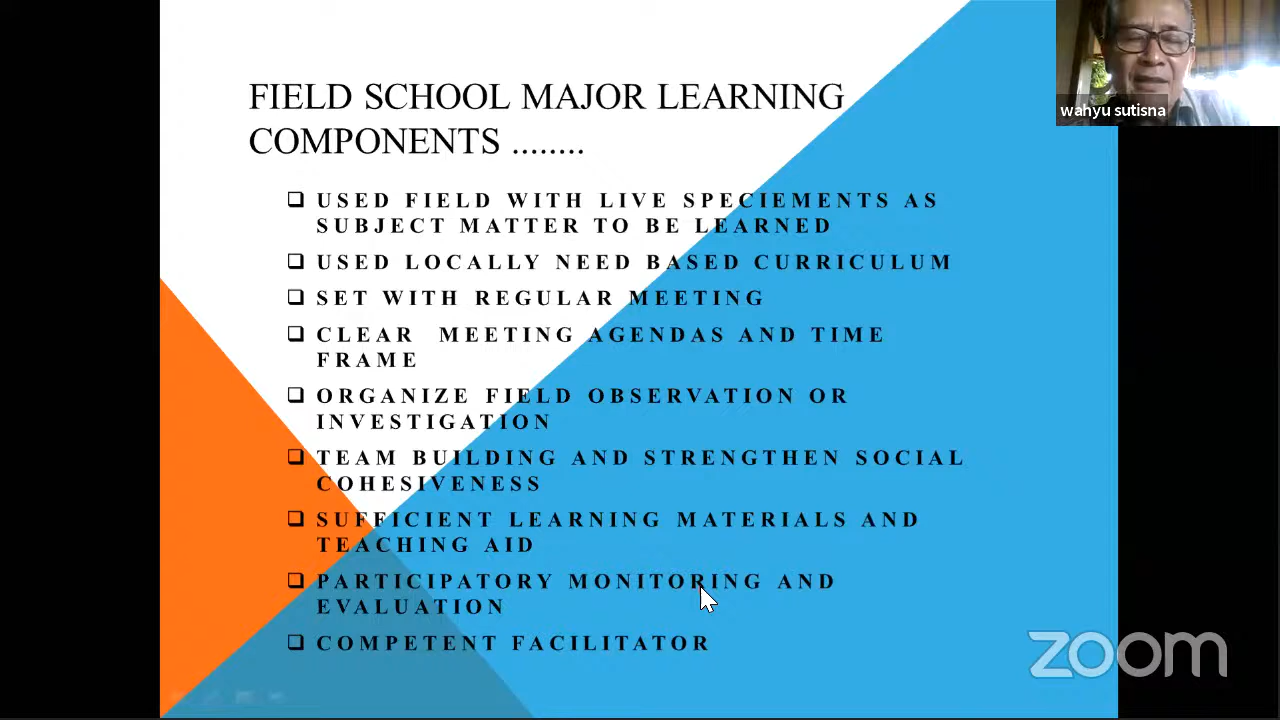 FIELD SCHOOL MAJOR LEARNING
COMPONENTS ........
USED FIELD WITH LIVE SPECIEMENTS AS
SUBJECT MATTER TO BE LEARNED
USED LOCALLY NEED BASED CURRICULUM
SET WITH REGULAR MEETING
CLEAR MEETING AGENDAS AND TIME
FRAME
ORGANIZE FIELD OBSERVATION OR
INVESTIGATION
TEAM BUILDING AND STRENGTHEN SOCIAL
COHESIVENESS
SUFFICIENT LEARNING MATERIALS AND
TEACHING AID
PARTICIPATORY MONITORING AND
EVALUATION
COMPETENT FACILITATOR
wahyu sutisna
zoom